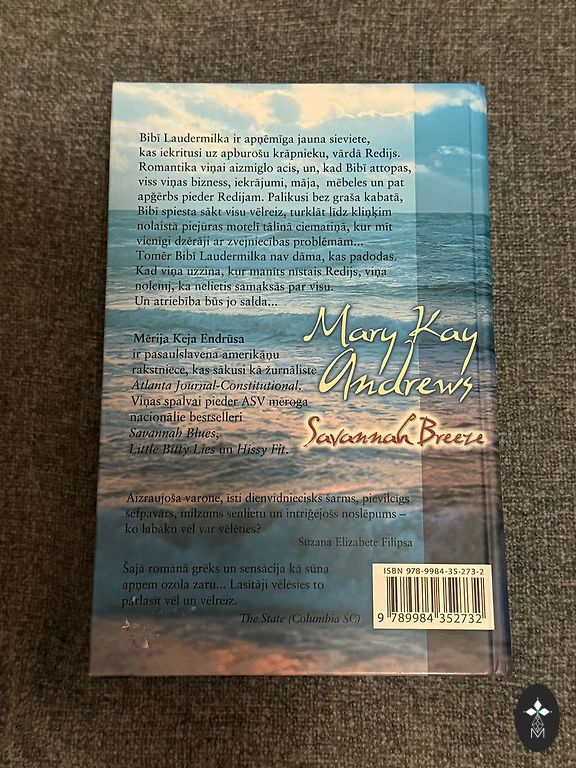 Bibī Laudermilka ir apņēmīga jauna sieviete,
kas iekritusi uz apburošu krāpnieku, vārdā Redijs.
Romantika viņai aizmiglo acis, un, kad Bibī attopas,
viss viņas bizness, iekrājumi, māja, mēbeles un pat
apģērbs pieder Redijam. Palikusi bez graša kabatā,
Bibī spiesta sākt visu vēlreiz, turklāt līdz kliņķim
nolaistā piejūras motelī tālīnā ciematiņā, kur mīt
vienīgi dzērāji ar zvejniecības problēmām...
Tomēr Bibī Laudermilka nav dāma, kas padodas.
Kad viņa uzzina, kur manīts nīstais Redijs, viņa
nolemj, ka nelietis samaksās par visu.
Un atriebība būs jo salda...
Mary Kay
Andrews
Savannah Breeze
Mērija Keja Endrūsa
ir pasaulslavena amerikāņu
rakstniece, kas sākusi kā žurnāliste
Atlanta Journal-Constitutional.
Viņas spalvai pieder ASV mēroga
nacionālie bestselleri
Savannah Blues,
Little Bitty Lies un Hissy Fit.
Aizraujoša varone, īsti dienvidniecisks šarms, pievilcīgs
šefpavārs, milzums senlietu un intriģējošs noslēpums –
ko labāku vēl var vēlēties?
Sūzana Elizabete Filipsa
Šajā romānā grēks un sensācija kā sūna
apņem ozola zaru... Lasītāji vēlēsies to
pārlasīt vēl un vēlreiz.
The State (Columbia SC)
ISBN 978-9984-35-273-2
9 789984 352732
M